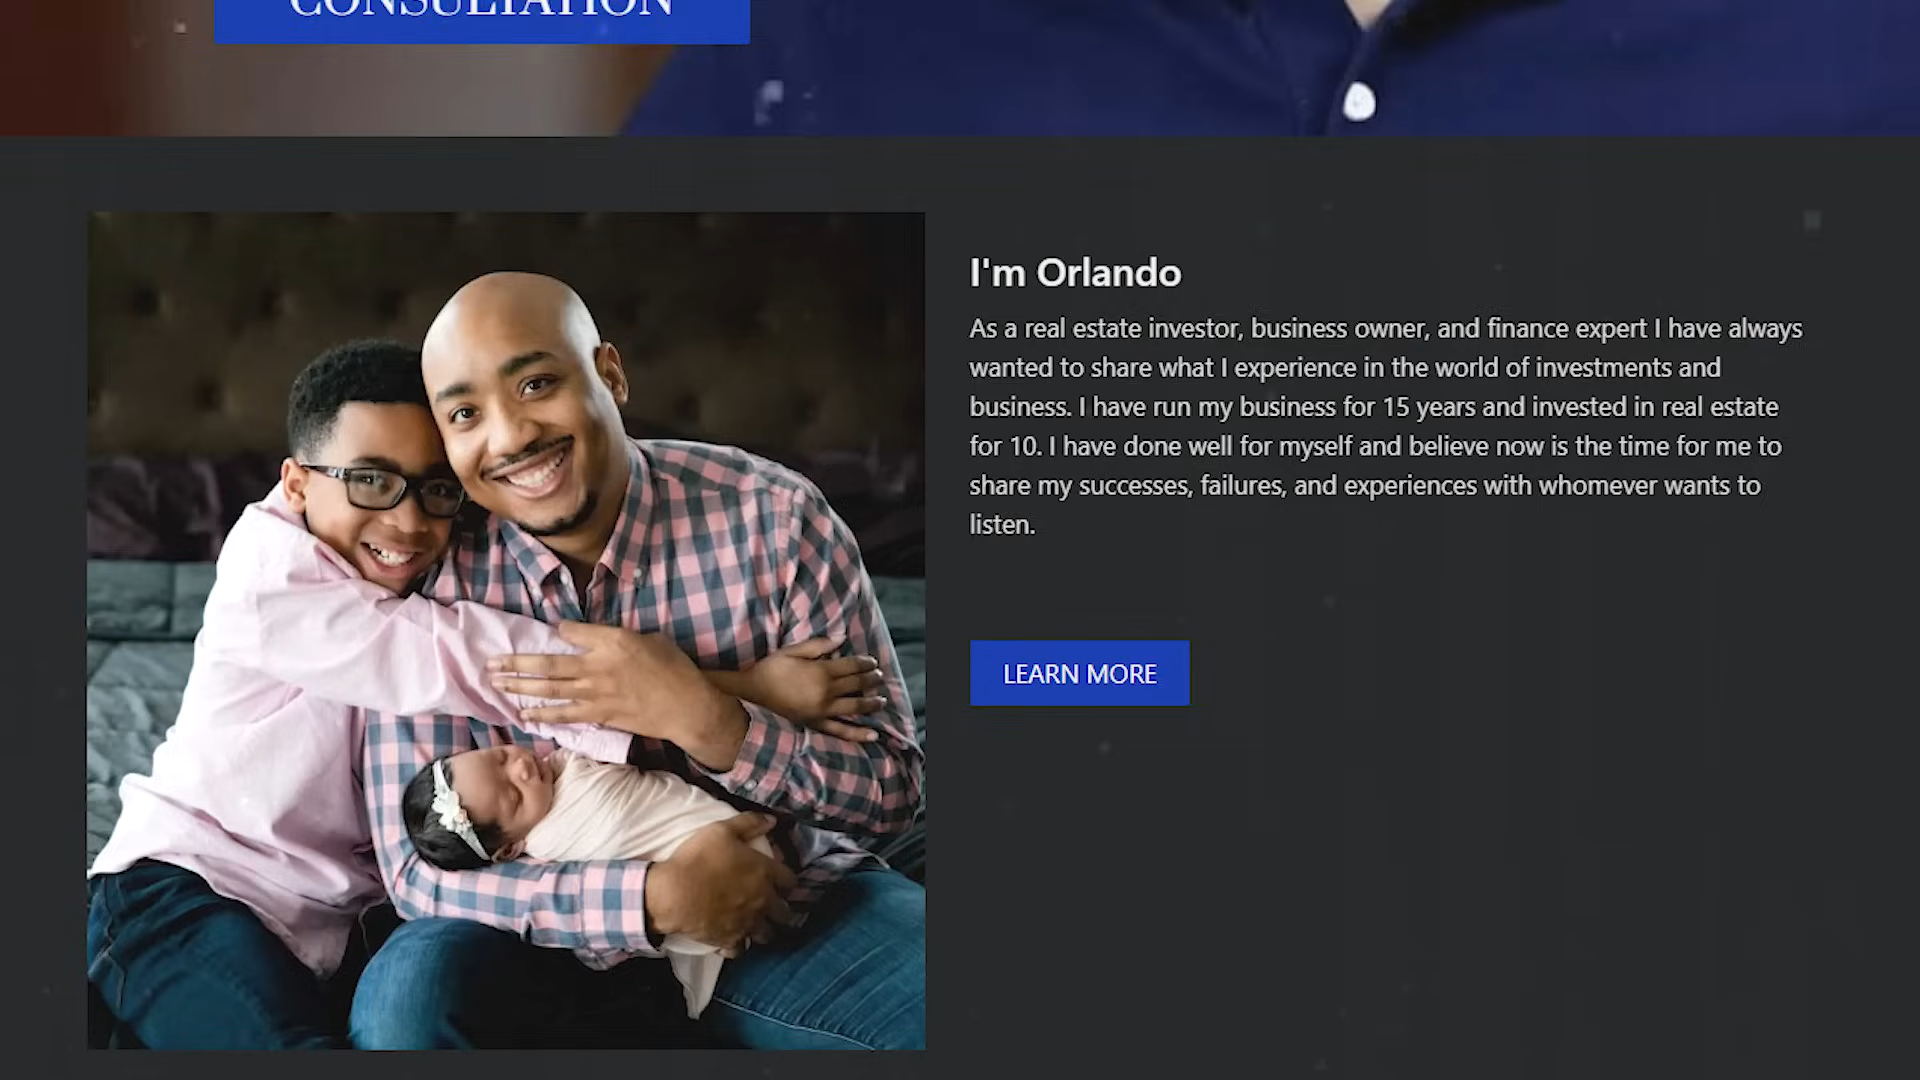 CONSULTATION
I'm Orlando
As a real estate investor, business owner, and finance expert I have always
wanted to share what I experience in the world of investments and
business. I have run my business for 15 years and invested in real estate
for 10. I have done well for myself and believe now is the time for me to
share my successes, failures, and experiences with whomever wants to
listen.
LEARN MORE